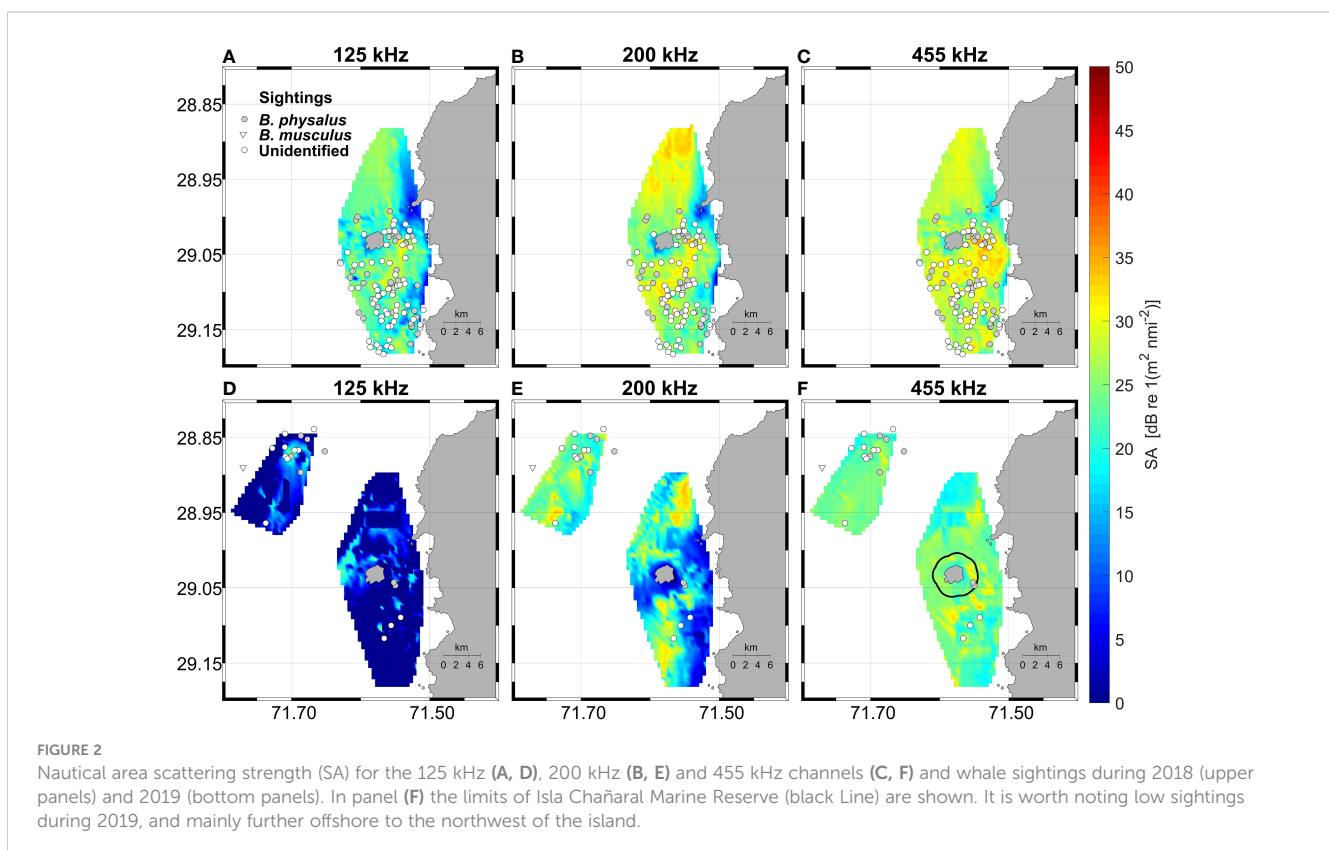 A 125 kHz
B 200 kHz
C 455 kHz
Sightings
B. physalus
B. musculus
Unidentified
28.85
28.95
29.05
29.15
km
0 2 4 6
km
0 2 4 6
km
0 2 4 6
D 125 kHz
E 200 kHz
F 455 kHz
28.85
28.95
29.05
29.15
km
0 2 4 6
km
0 2 4 6
km
0 2 4 6
71.70 71.50
71.70 71.50
71.70 71.50
50
45
40
35
30
25
20
15
10
5
0
SA [dB re 1(m² nmi⁻²)]
FIGURE 2
Nautical area scattering strength (SA) for the 125 kHz (A, D), 200 kHz (B, E) and 455 kHz channels (C, F) and whale sightings during 2018 (upper
panels) and 2019 (bottom panels). In panel (F) the limits of Isla Chañaral Marine Reserve (black Line) are shown. It is worth noting low sightings
during 2019, and mainly further offshore to the northwest of the island.